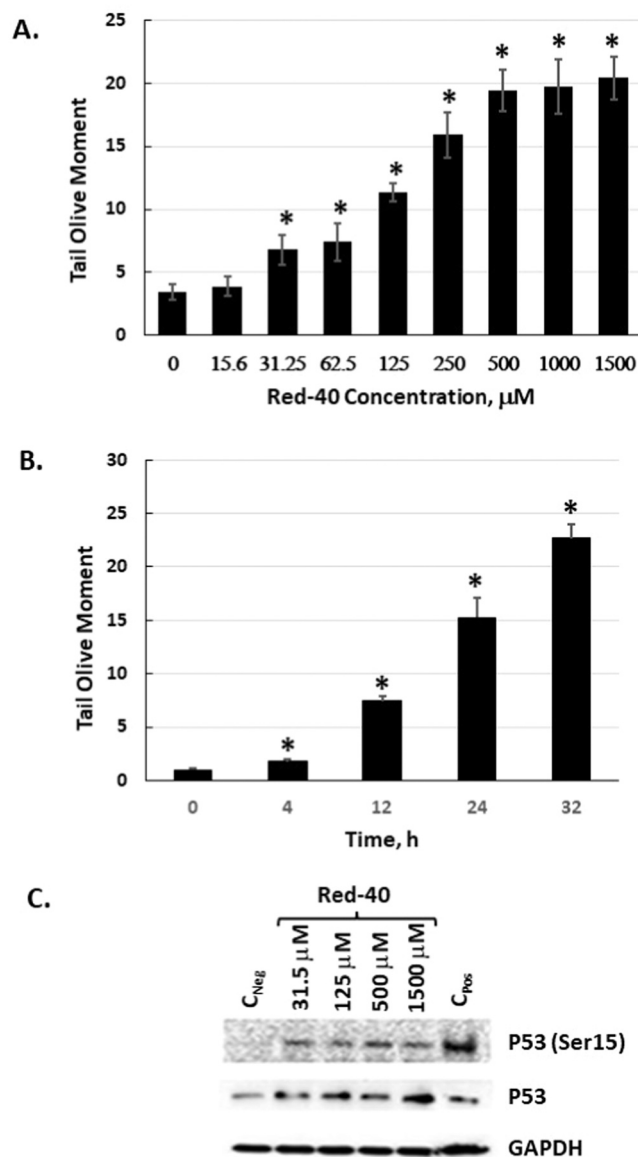 A.
Tail Olive Moment
25
20
15
10
5
0
* * * * * * *
0 15.6 31.25 62.5 125 250 500 1000 1500
Red-40 Concentration, μM
B.
Tail Olive Moment
30
25
20
15
10
5
0
* * * *
0 4 12 24 32
Time, h
C.
Red-40
C_Neg 31.5 μM 125 μM 500 μM 1500 μM C_Pos
P53 (Ser15)
P53
GAPDH